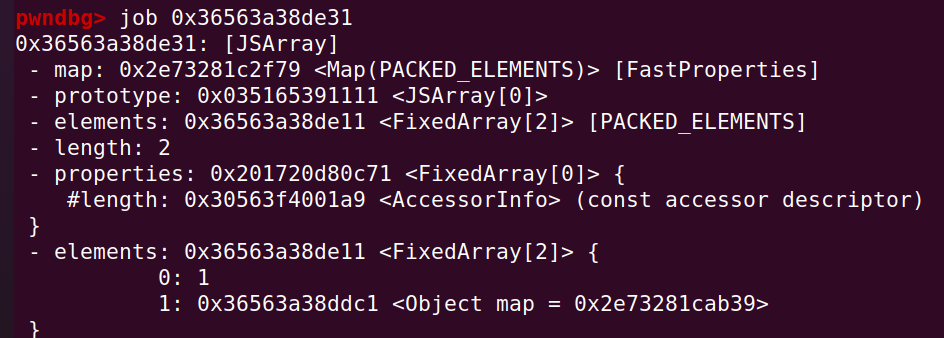 pwndbg> job 0x36563a38de31
0x36563a38de31: [JSArray]
 - map: 0x2e73281c2f79 <Map(PACKED_ELEMENTS)> [FastProperties]
 - prototype: 0x035165391111 <JSArray[0]>
 - elements: 0x36563a38de11 <FixedArray[2]> [PACKED_ELEMENTS]
 - length: 2
 - properties: 0x201720d80c71 <FixedArray[0]> {
    #length: 0x30563f4001a9 <AccessorInfo> (const accessor descriptor)
 }
 - elements: 0x36563a38de11 <FixedArray[2]> {
           0: 1
           1: 0x36563a38ddc1 <Object map = 0x2e73281cab39>
 }